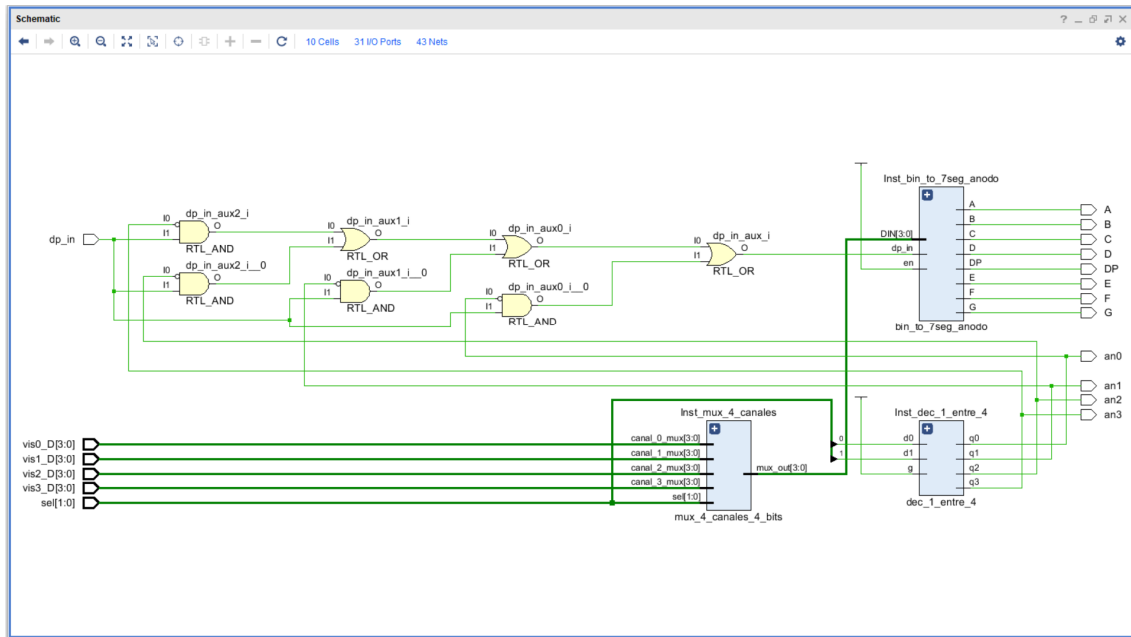 Schematic
10 Cells 31 I/O Ports 43 Nets
dp_in
dp_in_aux2_i
I0
I1
O
RTL_AND
dp_in_aux2_i__0
I0
I1
O
RTL_AND
dp_in_aux1_i
I0
I1
O
RTL_OR
dp_in_aux1_i__0
I0
I1
O
RTL_AND
dp_in_aux0_i
I0
I1
O
RTL_OR
dp_in_aux0_i__0
I0
I1
O
RTL_AND
dp_in_aux_i
I0
I1
O
RTL_OR
Inst_bin_to_7seg_anodo
DIN[3:0]
dp_in
en
A
B
C
D
DP
E
F
G
bin_to_7seg_anodo
A
B
C
D
DP
E
F
G
an0
an1
an2
an3
vis0_D[3:0]
vis1_D[3:0]
vis2_D[3:0]
vis3_D[3:0]
sel[1:0]
Inst_mux_4_canales
canal_0_mux[3:0]
canal_1_mux[3:0]
canal_2_mux[3:0]
canal_3_mux[3:0]
sel[1:0]
mux_out[3:0]
mux_4_canales_4_bits
0
1
Inst_dec_1_entre_4
d0
d1
g
q0
q1
q2
q3
dec_1_entre_4